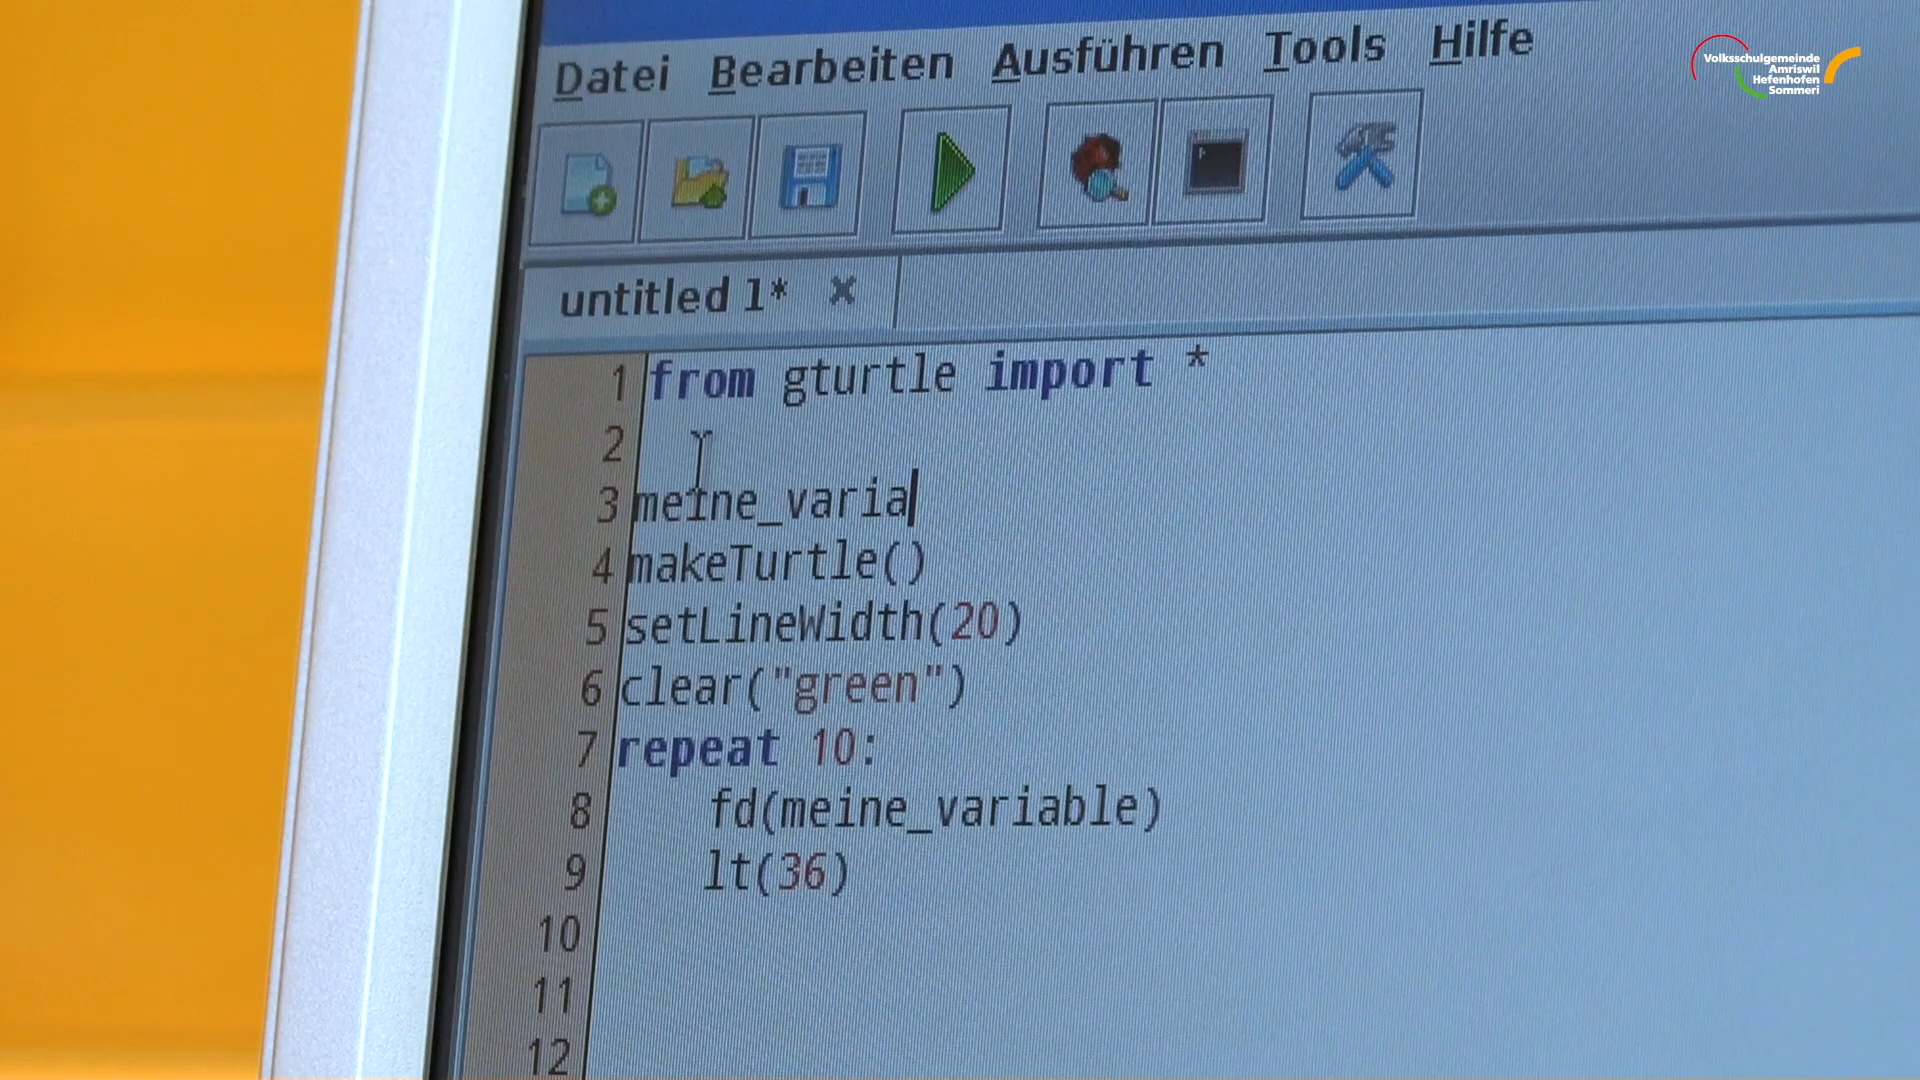 Datei Bearbeiten Ausführen Tools Hilfe
Volksschulgemeinde
Amriswil
Hefenhofen
Sommeri
untitled 1*
1 from gturtle import *
2
3 meine_varia
4 makeTurtle()
5 setLineWidth(20)
6 clear("green")
7 repeat 10:
8 fd(meine_variable)
9 lt(36)
10
11
12